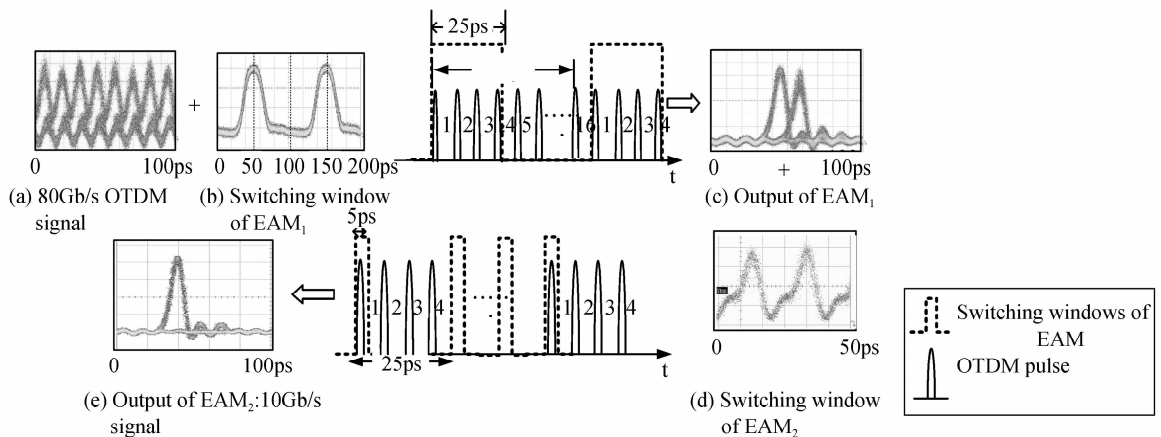 25ps
+
1 2 3 4 5 ...... 16 1 2 3 4
0 100ps
0 50 100 150 200ps
t
0 + 100ps
(a) 80Gb/s OTDM
signal
(b) Switching window
of EAM₁
(c) Output of EAM₁
5ps
1 2 3 4 ...... 1 2 3 4
25ps
t
0 100ps
0 50ps
(e) Output of EAM₂:10Gb/s
signal
(d) Switching window
of EAM₂
Switching windows of
EAM
OTDM pulse